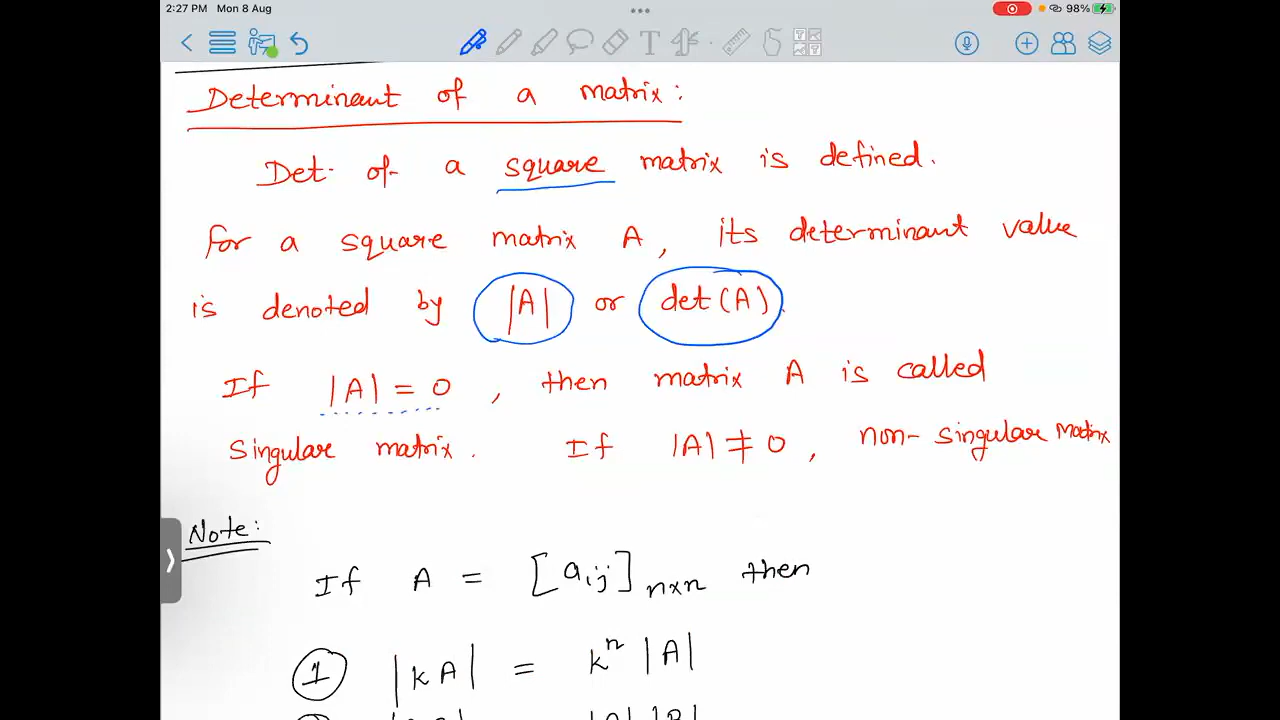 2:27 PM Mon 8 Aug
98%
T
Determinant of a matrix:
Det. of a square matrix is defined.
for a square matrix A, its determinant value
is denoted by |A| or det(A).
If |A| = 0, then matrix A is called
Singular matrix. If |A| ≠ 0, non-singular Matrix
Note:
If A = [aij]n×n then
① |kA| = kⁿ |A|